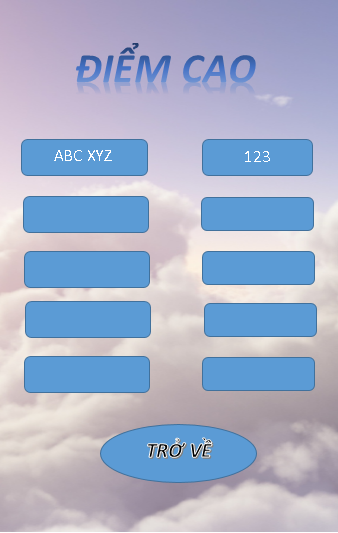 ĐIỂM CAO
ABC XYZ 123
TRỞ VỀ